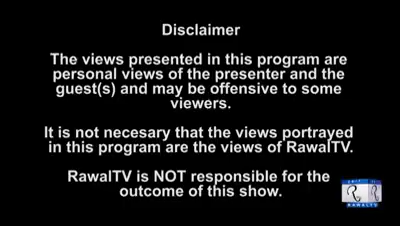 Disclaimer
The views presented in this program are
personal views of the presenter and the
guest(s) and may be offensive to some
viewers.
It is not necesary that the views portrayed
in this program are the views of RawalTV.
RawalTV is NOT responsible for the
outcome of this show.
RAWALTV